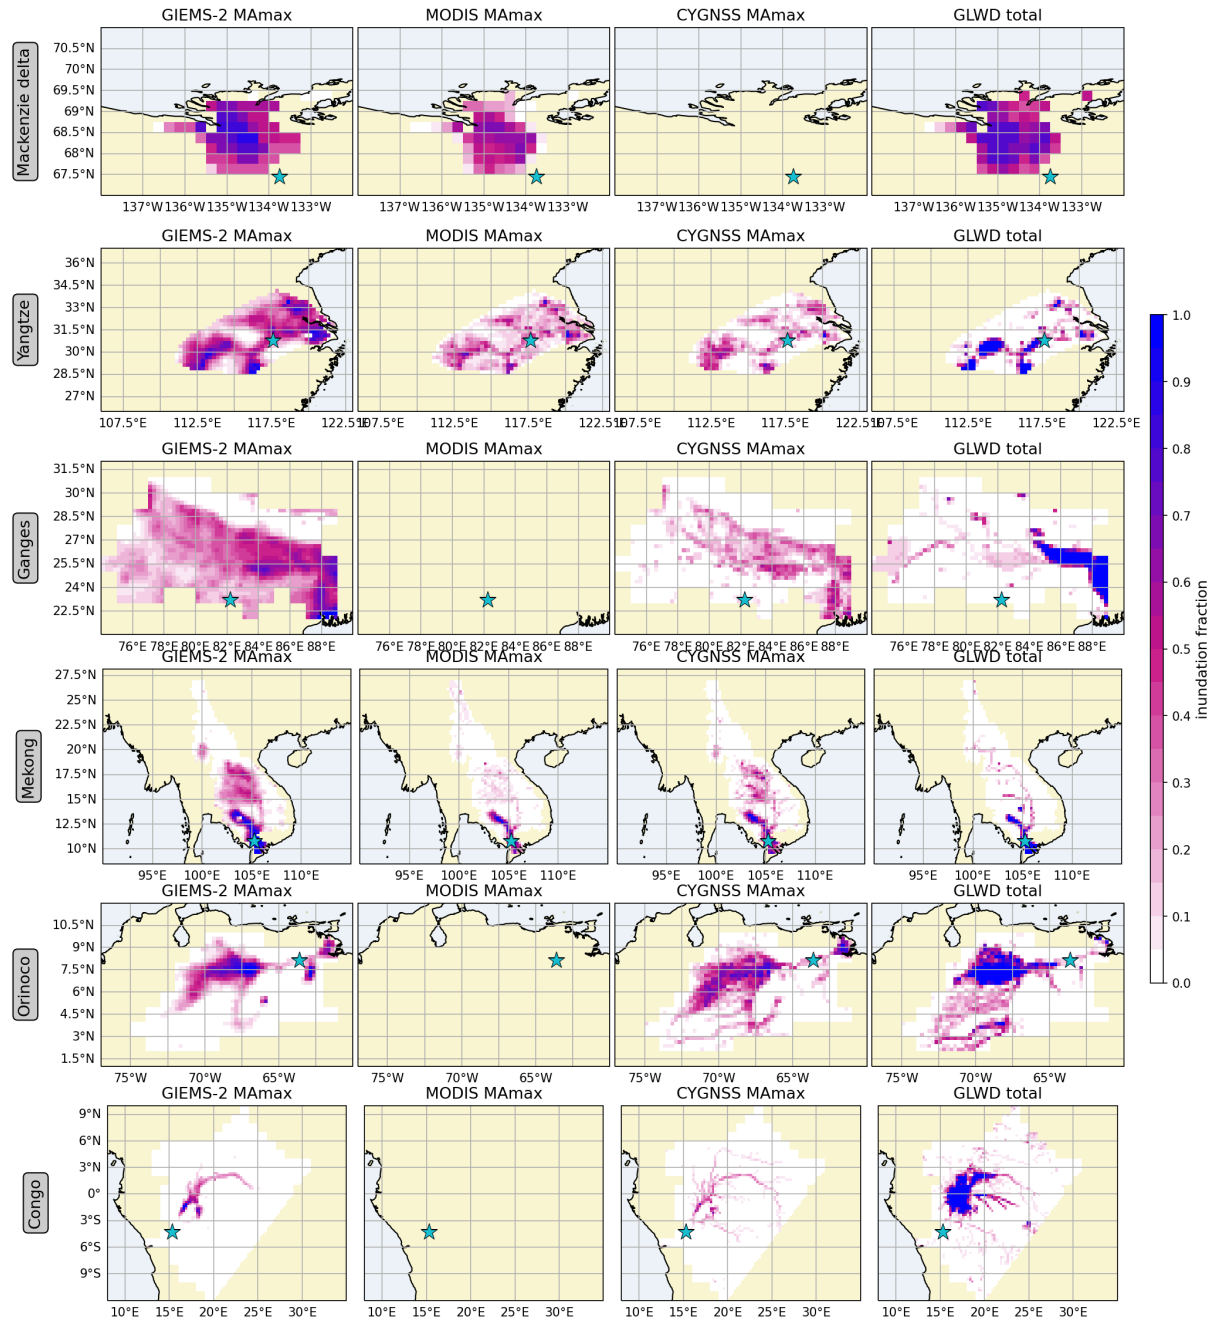 GIEMS-2 MAmax MODIS MAmax CYGNSS MAmax GLWD total
Mackenzie delta
70.5°N
70°N
69.5°N
69°N
68.5°N
68°N
67.5°N
137°W136°W135°W134°W133°W 137°W136°W135°W134°W133°W 137°W136°W135°W134°W133°W 137°W136°W135°W134°W133°W
GIEMS-2 MAmax MODIS MAmax CYGNSS MAmax GLWD total
Yangtze
36°N
34.5°N
33°N
31.5°N
30°N
28.5°N
27°N
107.5°E 112.5°E 117.5°E 122.5°E 107.5°E 112.5°E 117.5°E 122.5°E 107.5°E 112.5°E 117.5°E 122.5°E 107.5°E 112.5°E 117.5°E 122.5°E
GIEMS-2 MAmax MODIS MAmax CYGNSS MAmax GLWD total
Ganges
31.5°N
30°N
28.5°N
27°N
25.5°N
24°N
22.5°N
76°E 78°E 80°E 82°E 84°E 86°E 88°E 76°E 78°E 80°E 82°E 84°E 86°E 88°E 76°E 78°E 80°E 82°E 84°E 86°E 88°E 76°E 78°E 80°E 82°E 84°E 86°E 88°E
GIEMS-2 MAmax MODIS MAmax CYGNSS MAmax GLWD total
Mekong
27.5°N
25°N
22.5°N
20°N
17.5°N
15°N
12.5°N
10°N
95°E 100°E 105°E 110°E 95°E 100°E 105°E 110°E 95°E 100°E 105°E 110°E 95°E 100°E 105°E 110°E
GIEMS-2 MAmax MODIS MAmax CYGNSS MAmax GLWD total
Orinoco
10.5°N
9°N
7.5°N
6°N
4.5°N
3°N
1.5°N
75°W 70°W 65°W 75°W 70°W 65°W 75°W 70°W 65°W 75°W 70°W 65°W
GIEMS-2 MAmax MODIS MAmax CYGNSS MAmax GLWD total
Congo
9°N
6°N
3°N
0°
3°S
6°S
9°S
10°E 15°E 20°E 25°E 30°E 10°E 15°E 20°E 25°E 30°E 10°E 15°E 20°E 25°E 30°E 10°E 15°E 20°E 25°E 30°E
1.0
0.9
0.8
0.7
0.6
0.5
0.4
0.3
0.2
0.1
0.0
inundation fraction